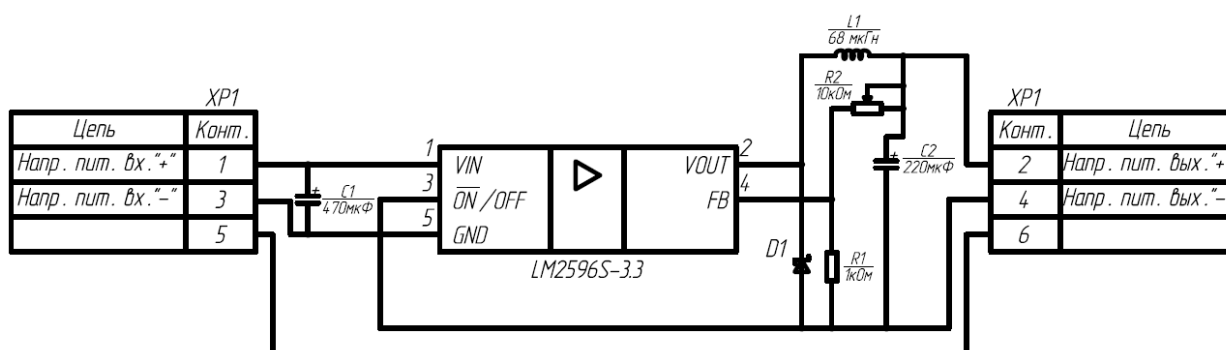 L1
68 мкГн
R2
10кОм
XP1
XP1
Цепь Конт.
Конт. Цепь
Напр. пит. вх."+" 1
Напр. пит. вх."-" 3
5
2 Напр. пит. вых."+
4 Напр. пит. вых."-
6
1 VIN
3 ON/OFF
5 GND
VOUT 2
FB 4
LM2596S-3.3
+ C1
470мкФ
+ C2
220мкФ
D1
R1
1кОм